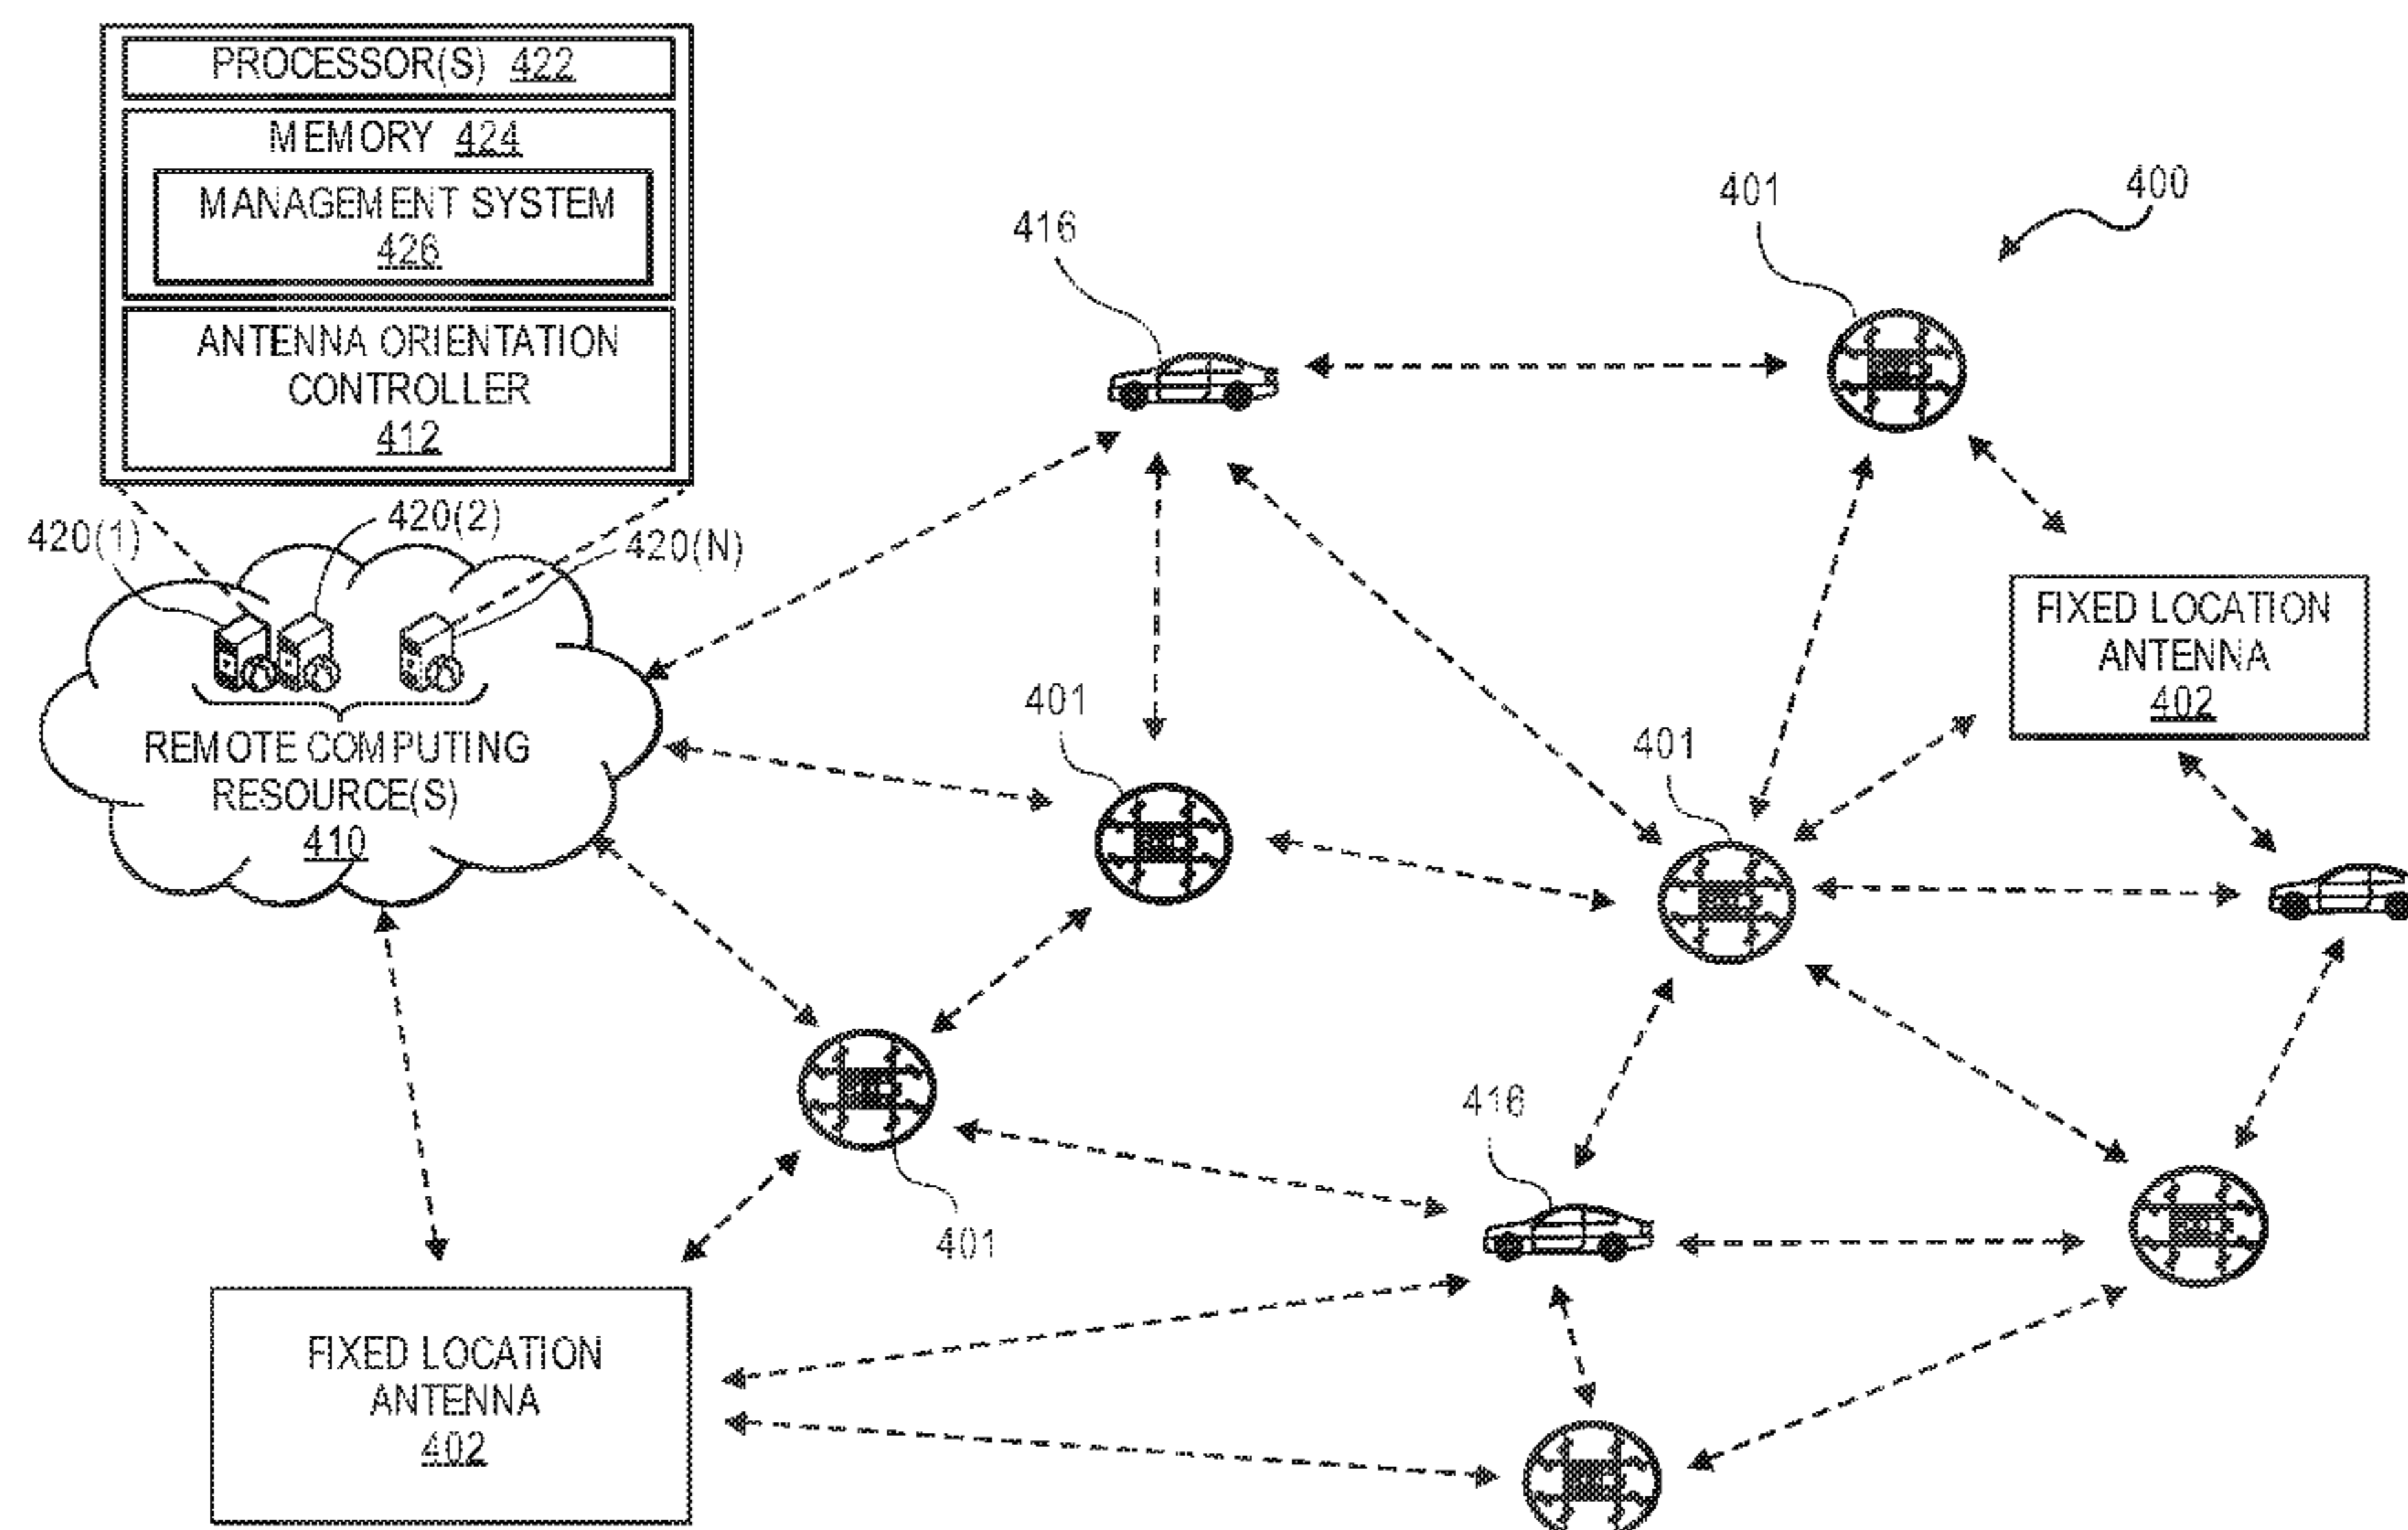 PROCESSOR(S) 422
MEMORY 424
MANAGEMENT SYSTEM
426
ANTENNA ORIENTATION
CONTROLLER
412
420(1)
420(2)
420(N)
REMOTE COMPUTING
RESOURCE(S)
410
416
401
400
FIXED LOCATION
ANTENNA
402
401
401
401
416
FIXED LOCATION
ANTENNA
402